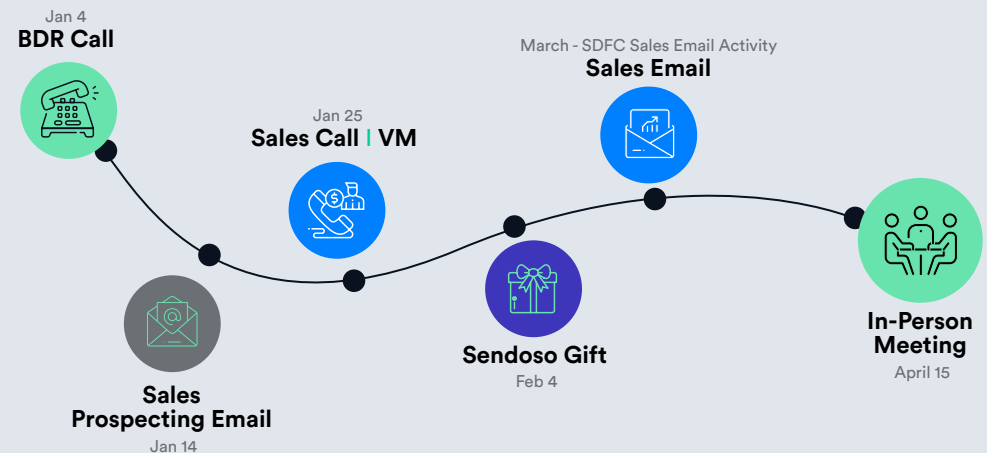 Jan 4
BDR Call
Sales
Prospecting Email
Jan 14
Jan 25
Sales Call | VM
Sendoso Gift
Feb 4
March - SDFC Sales Email Activity
Sales Email
In-Person
Meeting
April 15